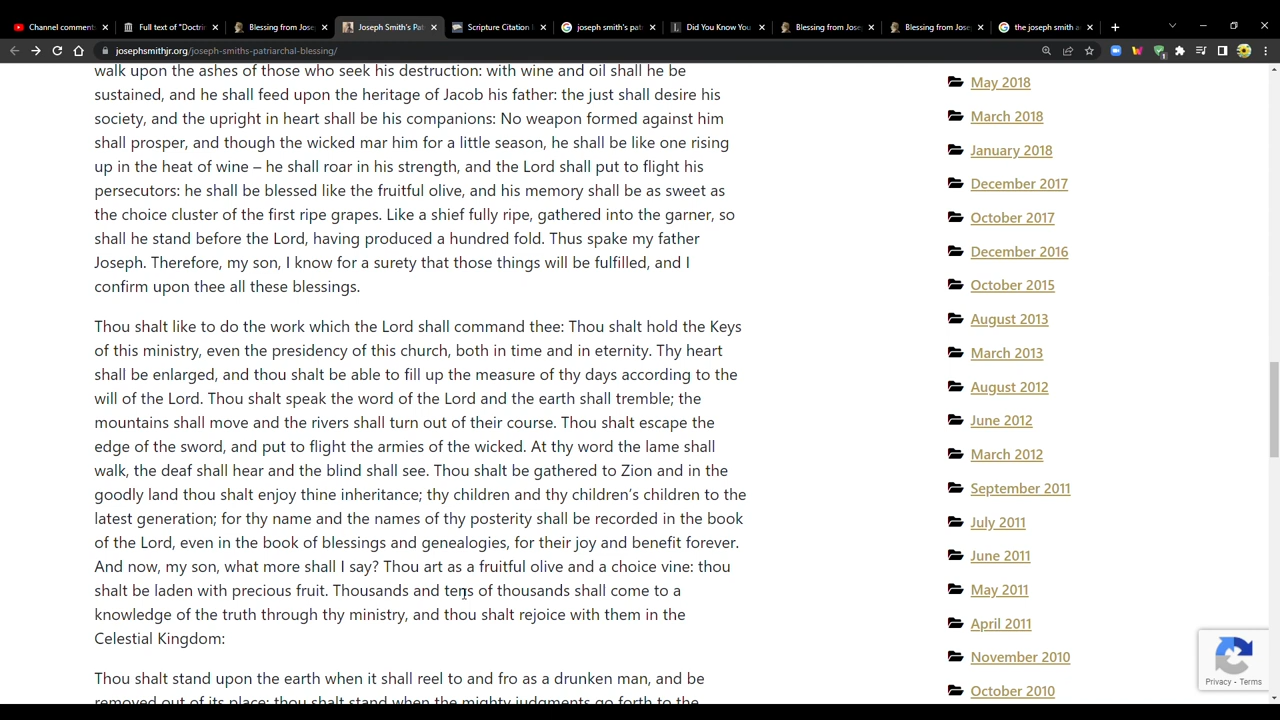 Channel comment
Full text of "Doctrin
Blessing from Jose
Joseph Smith's Pat
Scripture Citation I
joseph smith's pat
Did You Know You
Blessing from Jose
Blessing from Jose
the joseph smith a
josephsmithjr.org/joseph-smiths-patriarchal-blessing/
walk upon the ashes of those who seek his destruction: with wine and oil shall he be
sustained, and he shall feed upon the heritage of Jacob his father: the just shall desire his
society, and the upright in heart shall be his companions: No weapon formed against him
shall prosper, and though the wicked mar him for a little season, he shall be like one rising
up in the heat of wine – he shall roar in his strength, and the Lord shall put to flight his
persecutors: he shall be blessed like the fruitful olive, and his memory shall be as sweet as
the choice cluster of the first ripe grapes. Like a shief fully ripe, gathered into the garner, so
shall he stand before the Lord, having produced a hundred fold. Thus spake my father
Joseph. Therefore, my son, I know for a surety that those things will be fulfilled, and I
confirm upon thee all these blessings.
Thou shalt like to do the work which the Lord shall command thee: Thou shalt hold the Keys
of this ministry, even the presidency of this church, both in time and in eternity. Thy heart
shall be enlarged, and thou shalt be able to fill up the measure of thy days according to the
will of the Lord. Thou shalt speak the word of the Lord and the earth shall tremble; the
mountains shall move and the rivers shall turn out of their course. Thou shalt escape the
edge of the sword, and put to flight the armies of the wicked. At thy word the lame shall
walk, the deaf shall hear and the blind shall see. Thou shalt be gathered to Zion and in the
goodly land thou shalt enjoy thine inheritance; thy children and thy children's children to the
latest generation; for thy name and the names of thy posterity shall be recorded in the book
of the Lord, even in the book of blessings and genealogies, for their joy and benefit forever.
And now, my son, what more shall I say? Thou art as a fruitful olive and a choice vine: thou
shalt be laden with precious fruit. Thousands and tens of thousands shall come to a
knowledge of the truth through thy ministry, and thou shalt rejoice with them in the
Celestial Kingdom:
Thou shalt stand upon the earth when it shall reel to and fro as a drunken man, and be
removed out of its place: thou shalt stand when the mighty judgments go forth to the
May 2018
March 2018
January 2018
December 2017
October 2017
December 2016
October 2015
August 2013
March 2013
August 2012
June 2012
March 2012
September 2011
July 2011
June 2011
May 2011
April 2011
November 2010
October 2010
Privacy - Terms